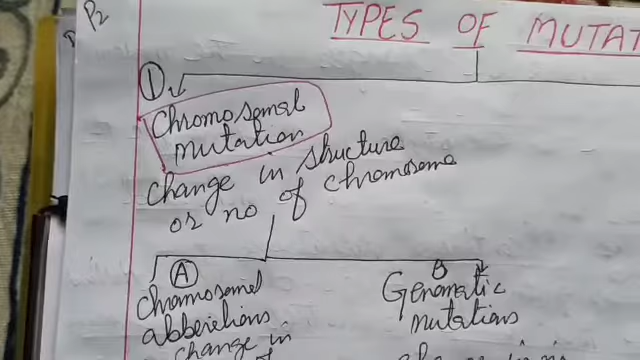 P2
TYPES OF MUTAT
①
Chromosomal
mutation
change in structure
or no of chromosome
Ⓐ
Chromosomal
abberetions
change in
B
Genomatic
mutations